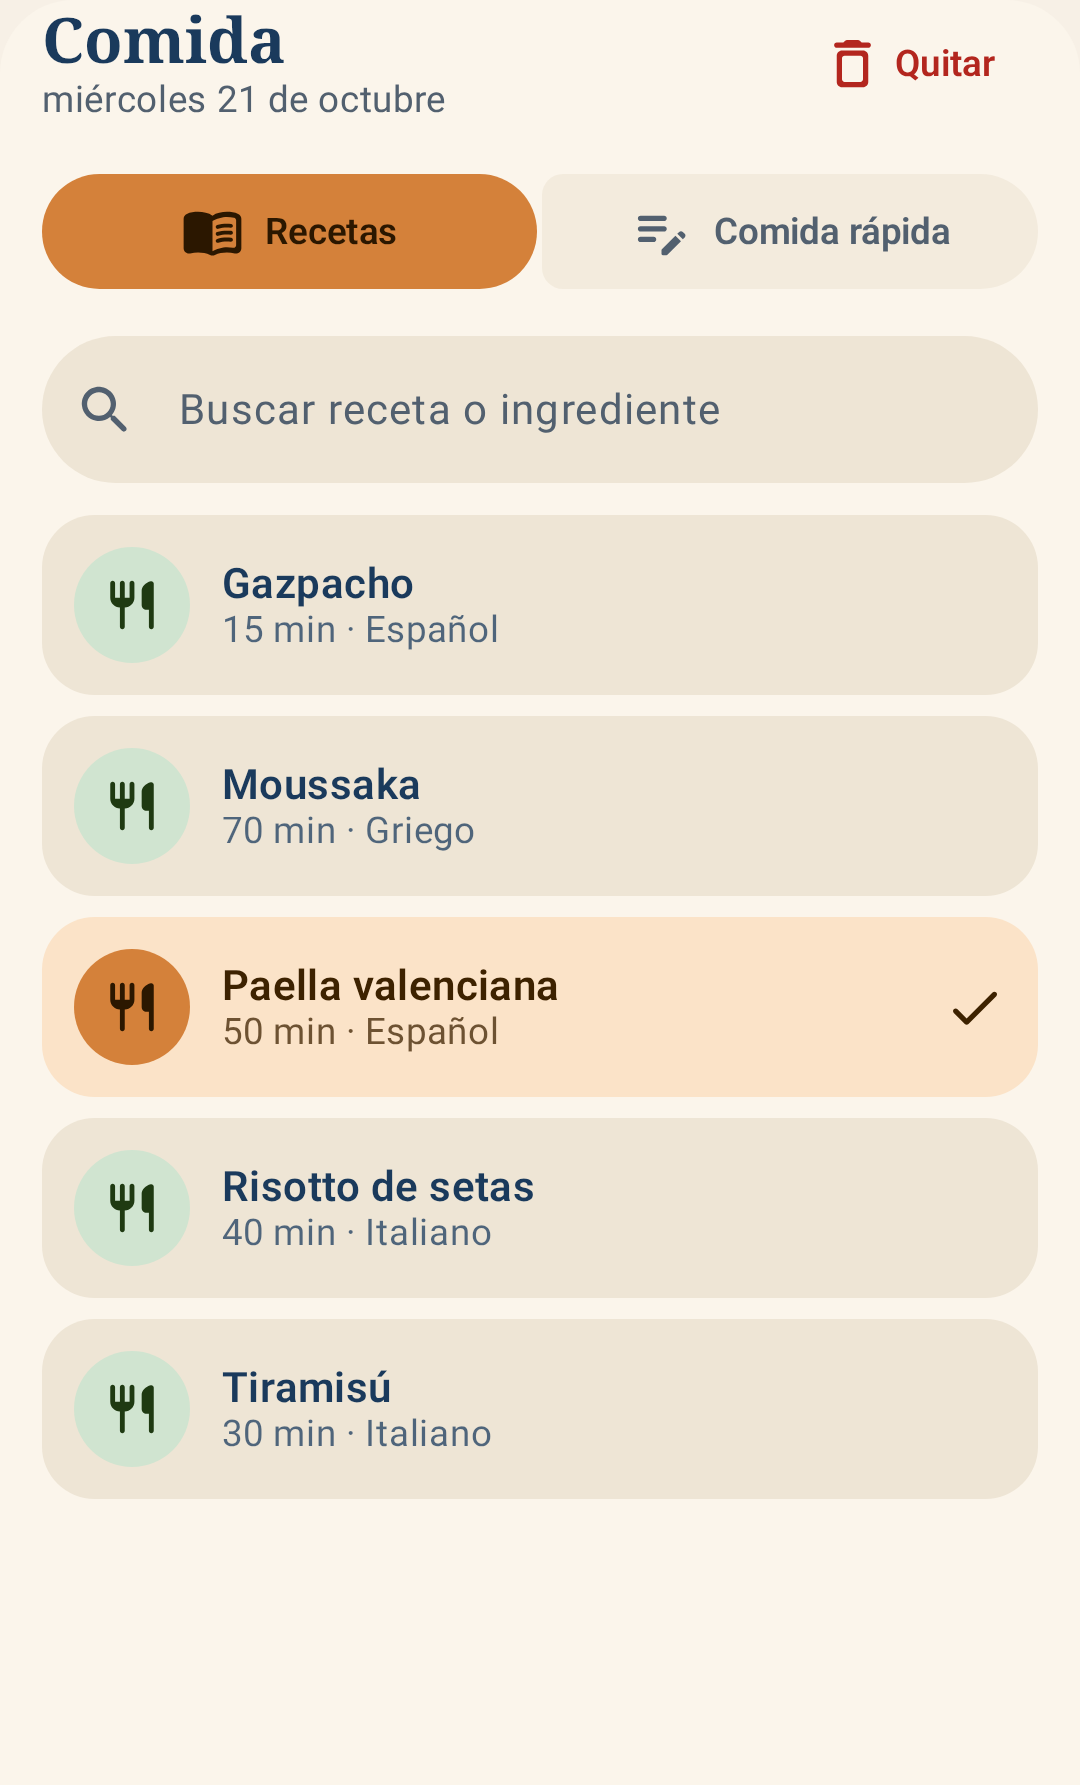 Comida
miércoles 21 de octubre
Quitar
Recetas
Comida rápida
Buscar receta o ingrediente
Gazpacho
15 min · Español
Moussaka
70 min · Griego
Paella valenciana
50 min · Español
Risotto de setas
40 min · Italiano
Tiramisú
30 min · Italiano